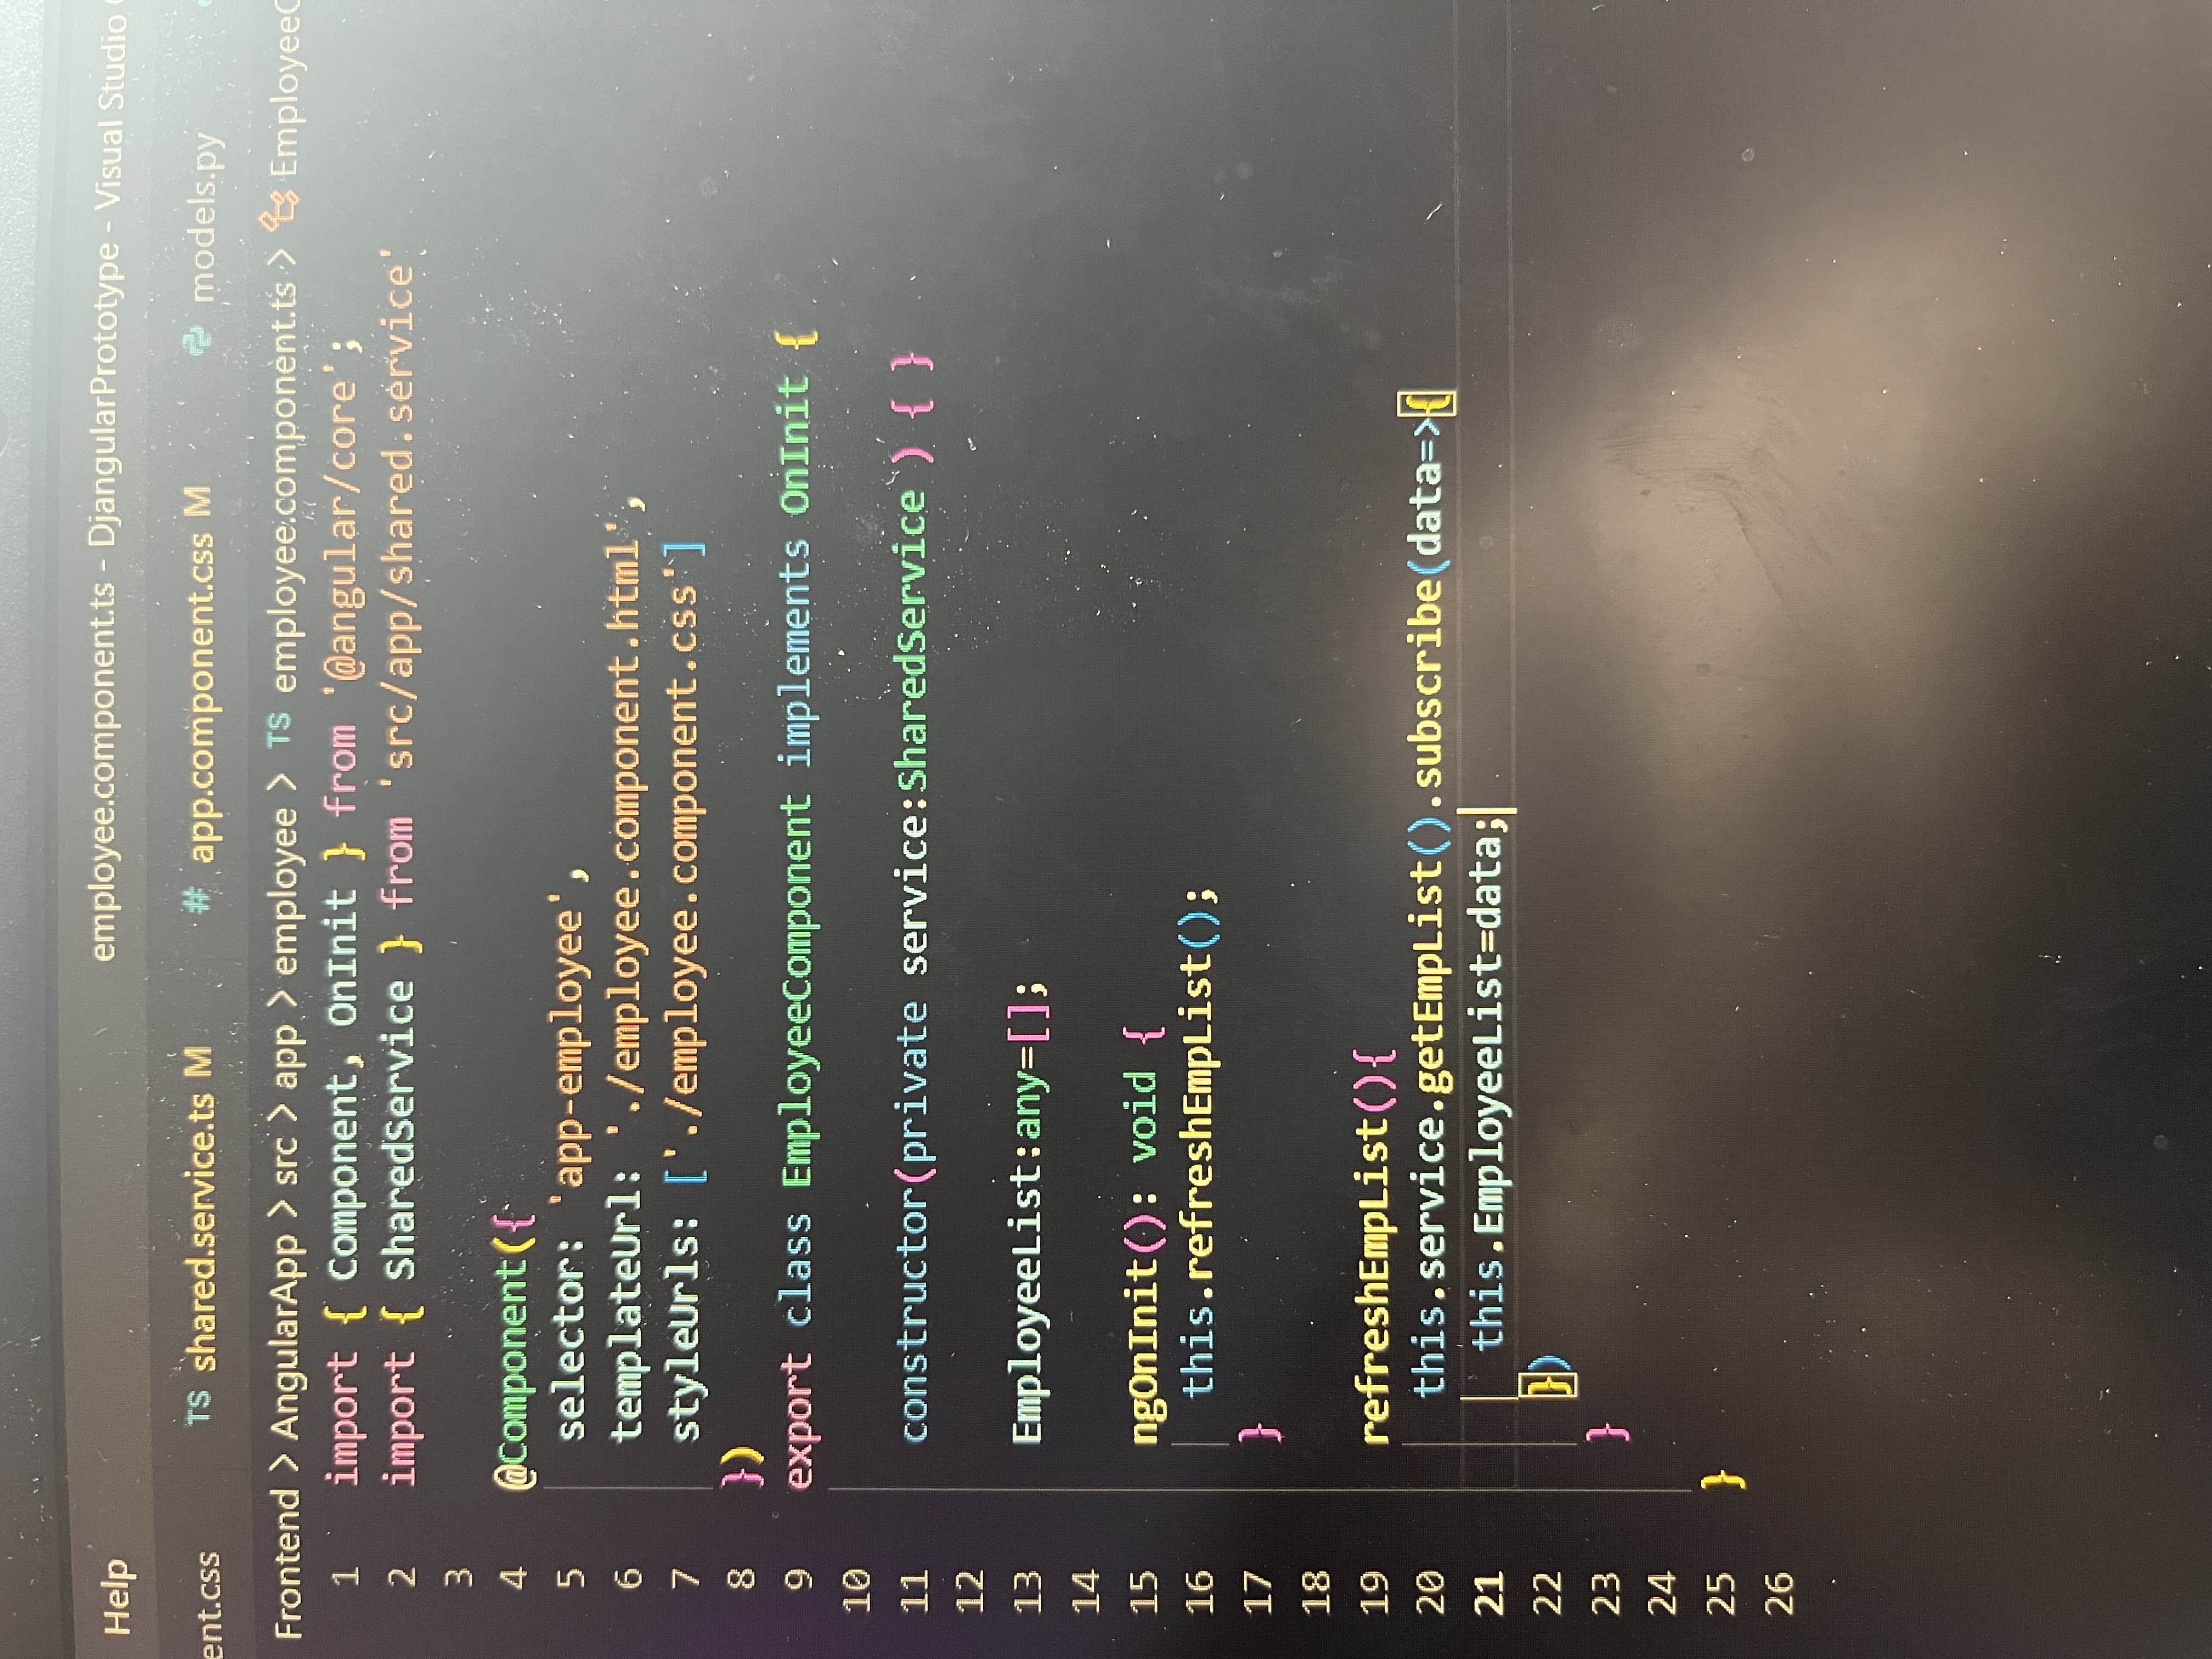 Help employee.component.ts - DjangularPrototype - Visual Studio
ent.css TS shared.service.ts M # app.component.css M models.py
Frontend > AngularApp > src > app > employee > TS employee.component.ts > EmployeeC
1 import { Component, OnInit } from '@angular/core';
2 import { SharedService } from 'src/app/shared.service'
3
4 @Component({
5   selector: 'app-employee',
6   templateUrl: './employee.component.html',
7   styleUrls: ['./employee.component.css']
8 })
9 export class EmployeeComponent implements OnInit {
10
11   constructor(private service:SharedService ) { }
12
13   EmployeeList:any=[];
14
15   ngOnInit(): void {
16     this.refreshEmpList();
17   }
18
19   refreshEmpList(){
20     this.service.getEmpList().subscribe(data=>{
21       this.EmployeeList=data;
22     })
23   }
24
25 }
26